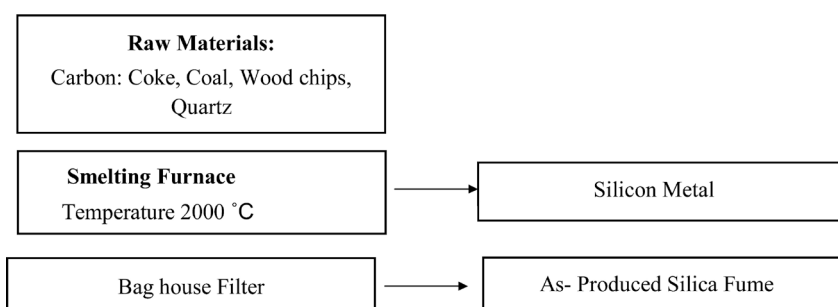 Raw Materials:
Carbon: Coke, Coal, Wood chips,
Quartz
Smelting Furnace
Temperature 2000 ˚C
Silicon Metal
Bag house Filter
As- Produced Silica Fume